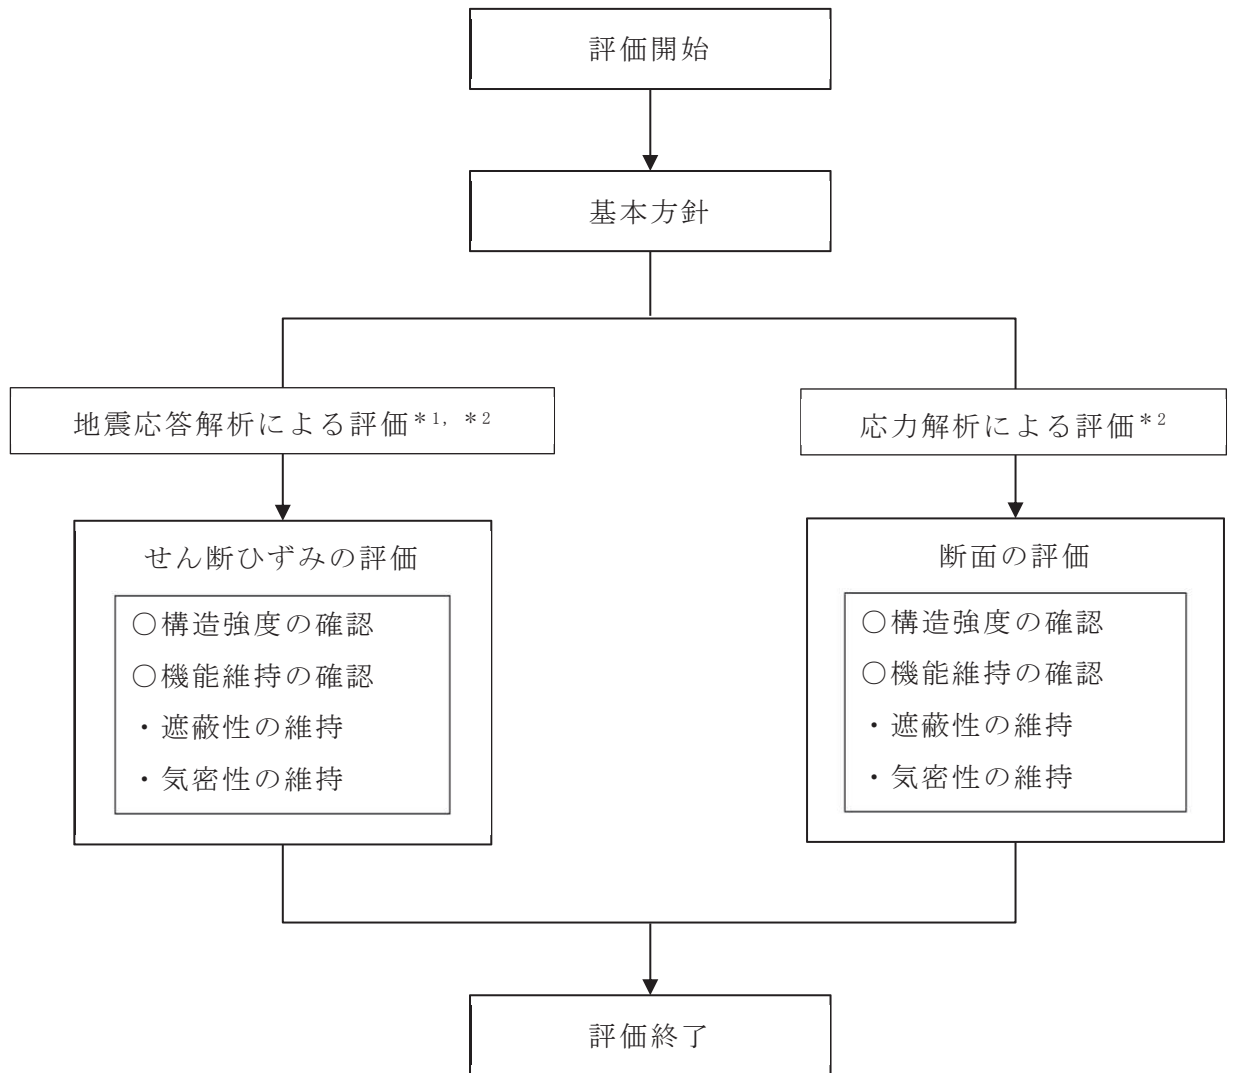 評価開始
基本方針
地震応答解析による評価*1, *2
せん断ひずみの評価
○構造強度の確認
○機能維持の確認
・遮蔽性の維持
・気密性の維持
応力解析による評価*2
断面の評価
○構造強度の確認
○機能維持の確認
・遮蔽性の維持
・気密性の維持
評価終了